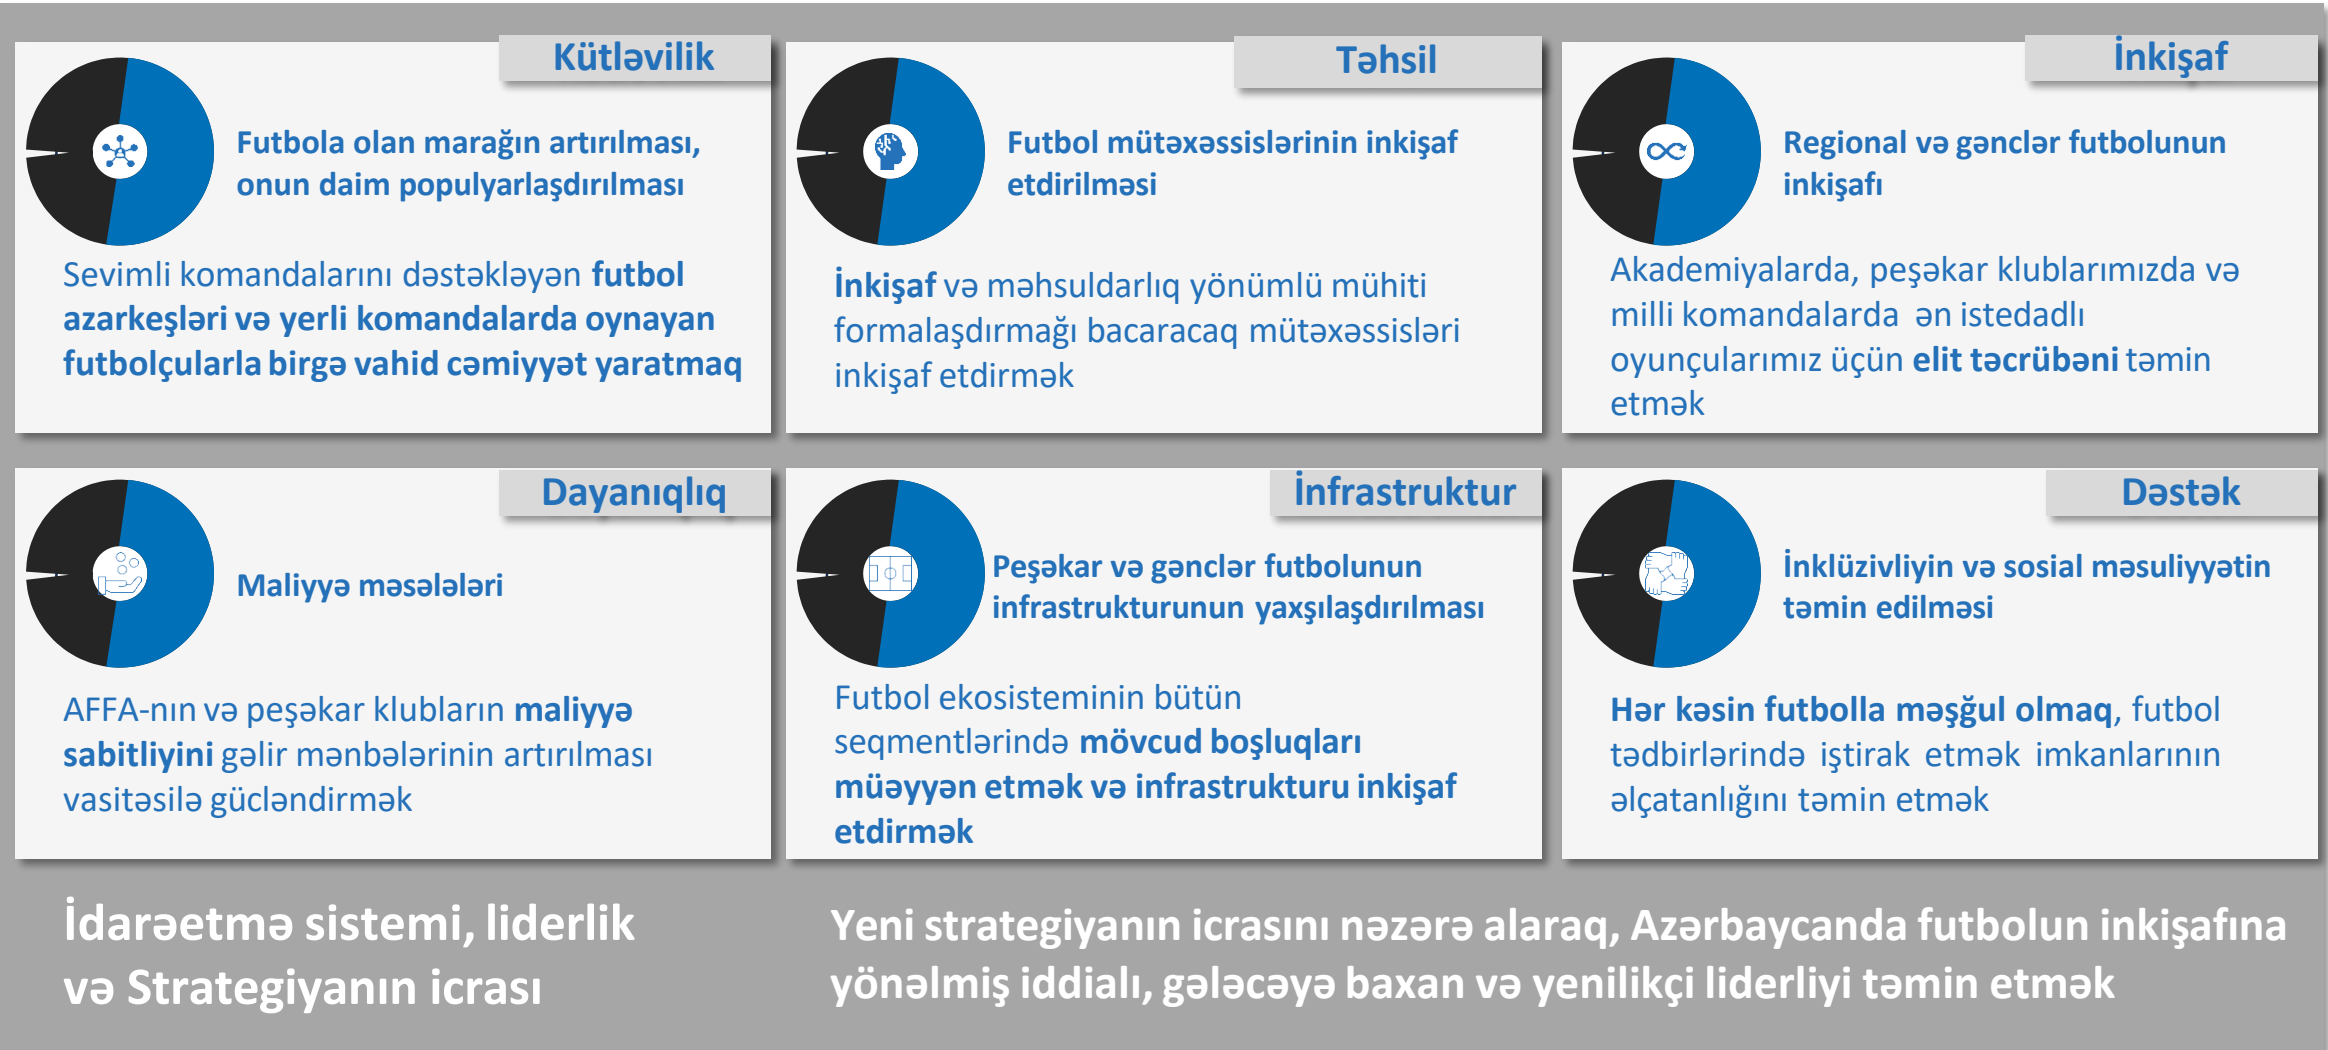 Kütləvilik
Futbola olan marağın artırılması,
onun daim populyarlaşdırılması
Sevimli komandalarını dəstəkləyən futbol
azarkeşləri və yerli komandalarda oynayan
futbolçularla birgə vahid cəmiyyət yaratmaq
Təhsil
Futbol mütəxəssislərinin inkişaf
etdirilməsi
İnkişaf və məhsuldarlıq yönümlü mühiti
formalaşdırmağı bacaracaq mütəxəssisləri
inkişaf etdirmək
İnkişaf
Regional və gənclər futbolunun
inkişafı
Akademiyalarda, peşəkar klublarımızda və
milli komandalarda ən istedadlı
oyunçularımız üçün elit təcrübəni təmin
etmək
Dayanıqlıq
Maliyyə məsələləri
AFFA-nın və peşəkar klubların maliyyə
sabitliyini gəlir mənbələrinin artırılması
vasitəsilə gücləndirmək
İnfrastruktur
Peşəkar və gənclər futbolunun
infrastrukturunun yaxşılaşdırılması
Futbol ekosisteminin bütün
seqmentlərində mövcud boşluqları
müəyyən etmək və infrastrukturu inkişaf
etdirmək
Dəstək
İnklüzivliyin və sosial məsuliyyətin
təmin edilməsi
Hər kəsin futbolla məşğul olmaq, futbol
tədbirlərində iştirak etmək imkanlarının
əlçatanlığını təmin etmək
İdarəetmə sistemi, liderlik
və Strategiyanın icrası
Yeni strategiyanın icrasını nəzərə alaraq, Azərbaycanda futbolun inkişafına
yönəlmiş iddialı, gələcəyə baxan və yenilikçi liderliyi təmin etmək